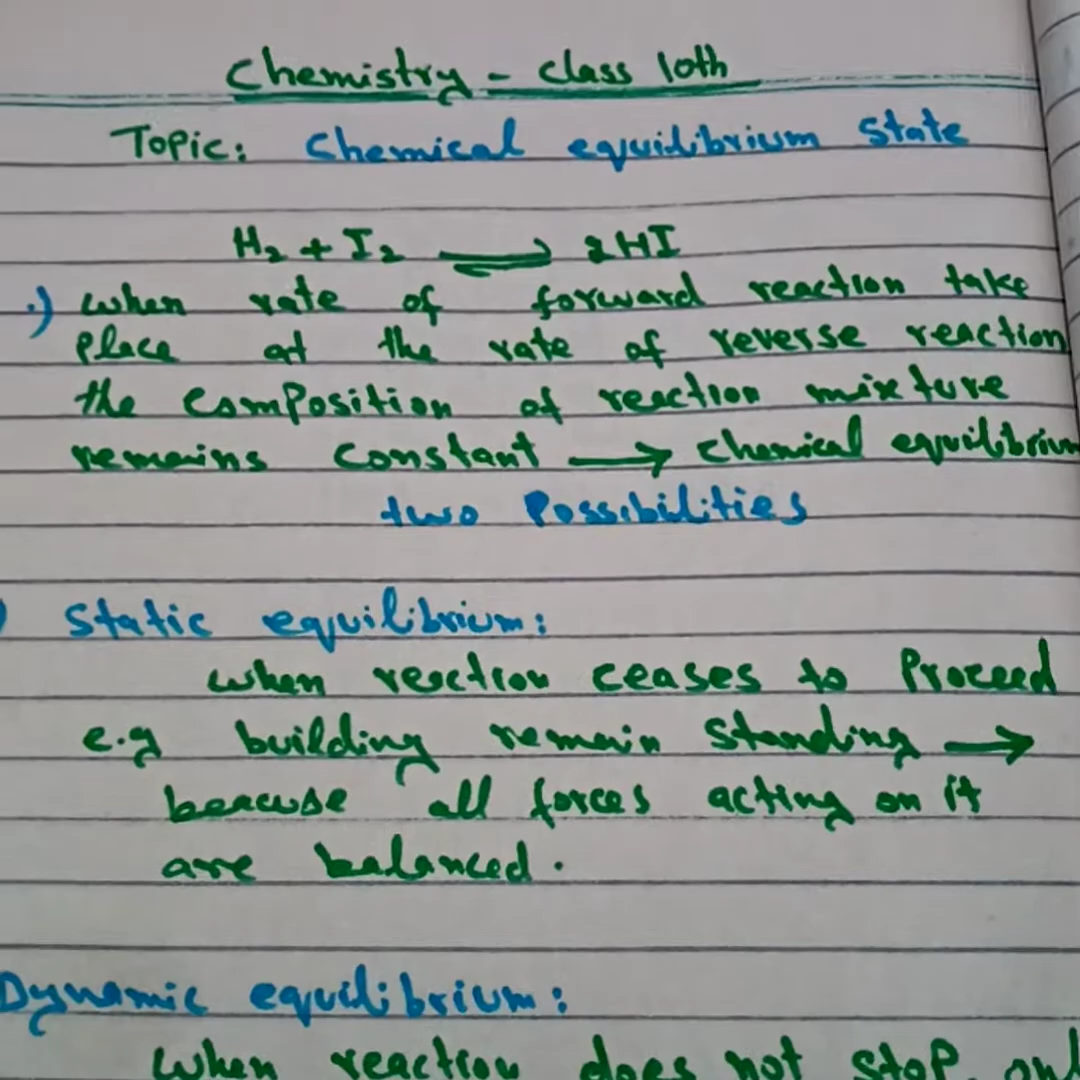 Chemistry - class 10th
Topic: Chemical equilibrium State
H₂ + I₂ ⇌ 2HI
•) when rate of forward reaction take
place at the rate of reverse reaction
the composition of reaction mixture
remains constant → chemical equilibrium
two Possibilities
) Static equilibrium:
when reaction ceases to Proceed
e.g building remain standing →
beacuse all forces acting on it
are balanced.
Dynamic equilibrium:
when reaction does not stop